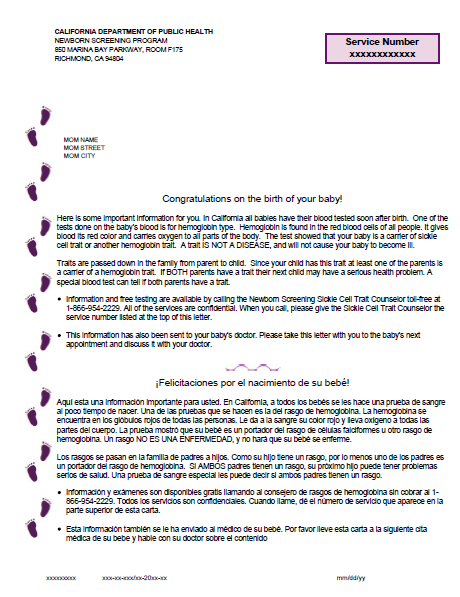 CALIFORNIA DEPARTMENT OF PUBLIC HEALTH
NEWBORN SCREENING PROGRAM
850 MARINA BAY PARKWAY, ROOM F175
RICHMOND, CA 94804
Service Number
xxxxxxxxxxxx
MOM NAME
MOM STREET
MOM CITY
Congratulations on the birth of your baby!
Here is some important information for you. In California all babies have their blood tested soon after birth. One of the
tests done on the baby's blood is for hemoglobin type. Hemoglobin is found in the red blood cells of all people. It gives
blood its red color and carries oxygen to all parts of the body. The test showed that your baby is a carrier of sickle
cell trait or another hemoglobin trait. A trait IS NOT A DISEASE, and will not cause your baby to become ill.
Traits are passed down in the family from parent to child. Since your child has this trait at least one of the parents is
a carrier of a hemoglobin trait. If BOTH parents have a trait their next child may have a serious health problem. A
special blood test can tell if both parents have a trait.
• Information and free testing are available by calling the Newborn Screening Sickle Cell Trait Counselor toll-free at
1-866-954-2229. All of the services are confidential. When you call, please give the Sickle Cell Trait Counselor the
service number listed at the top of this letter.
• This information has also been sent to your baby's doctor. Please take this letter with you to the baby's next
appointment and discuss it with your doctor.
¡Felicitaciones por el nacimiento de su bebé!
Aquí esta una información importante para usted. En California, a todos los bebés se les hace una prueba de sangre
al poco tiempo de nacer. Una de las pruebas que se hacen es la del rasgo de hemoglobina. La hemoglobina se
encuentra en los glóbulos rojos de todas las personas. Le da a la sangre su color rojo y lleva oxígeno a todas las
partes del cuerpo. La prueba mostró que su bebé es un portador del rasgo de células falciformes u otro rasgo de
hemoglobina. Un rasgo NO ES UNA ENFERMEDAD, y no hará que su bebé se enferme.
Los rasgos se pasan en la familia de padres a hijos. Como su hijo tiene un rasgo, por lo menos uno de los padres es
un portador del rasgo de hemoglobina. SI AMBOS padres tienen un rasgo, su próximo hijo puede tener problemas
serios de salud. Una prueba de sangre especial les puede decir si ambos padres tienen un rasgo.
• Información y exámenes son disponibles gratis llamando al consejero de rasgos de hemoglobina sin cobrar al 1-
866-954-2229. Todos los servicios son confidenciales. Cuando llame, dé el número de servicio que aparece en la
parte superior de esta carta.
• Esta información también se le ha enviado al médico de su bebé. Por favor lleve esta carta a la siguiente cita
médica de su bebé y hable con su doctor sobre el contenido
xxxxxxxxx xxx-xx-xxx/xx-20xx-xx mm/dd/yy